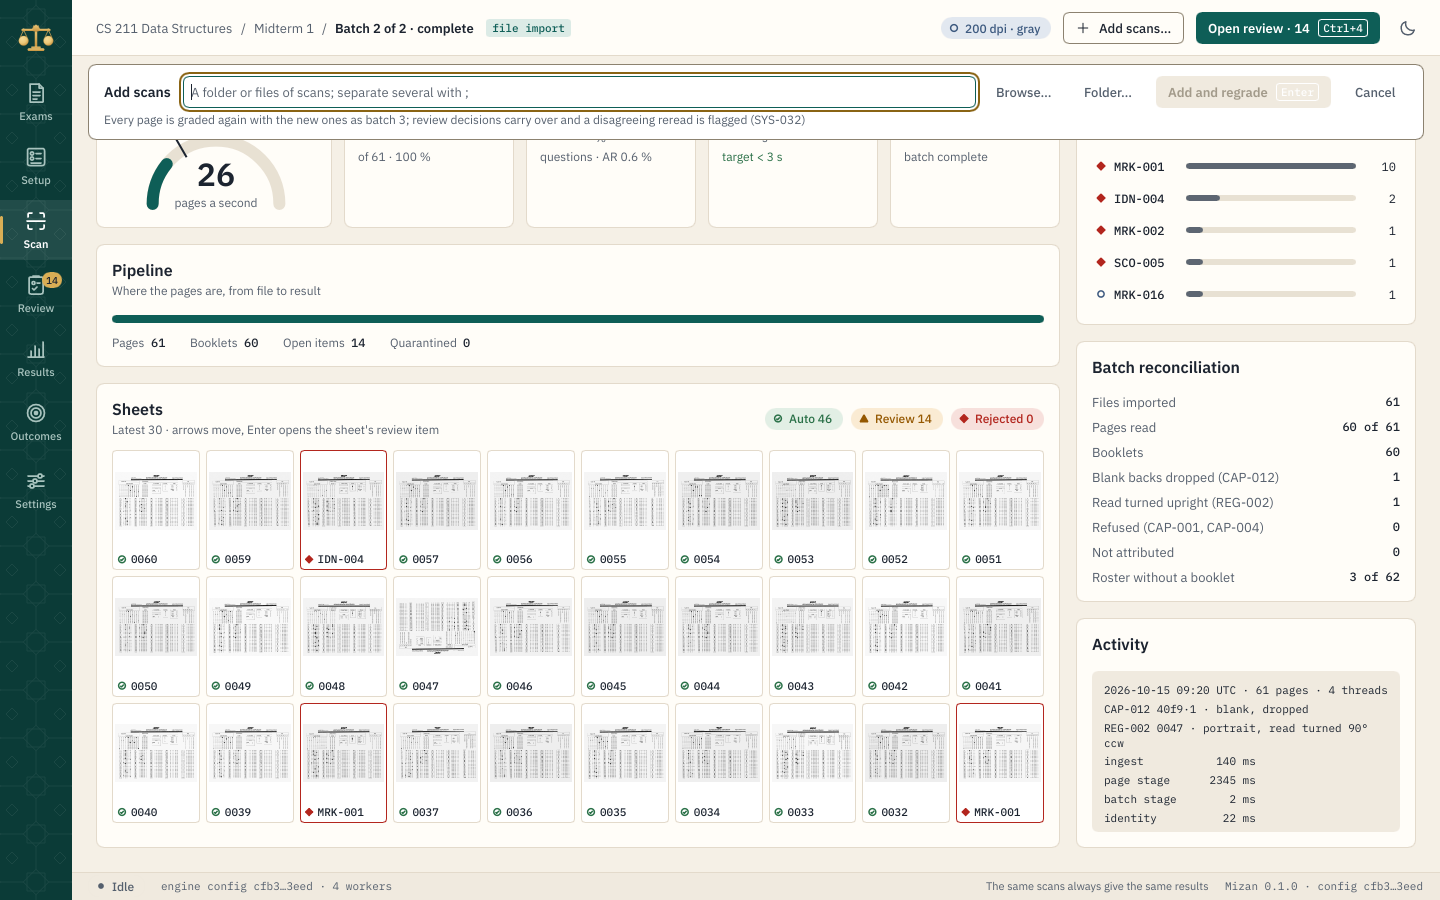 CS 211 Data Structures / Midterm 1 / Batch 2 of 2 · complete file import
200 dpi · gray
Add scans...
Open review · 14 Ctrl+4
Exams
Setup
Scan
14
Review
Results
Outcomes
Settings
Add scans
A folder or files of scans; separate several with ;
Browse...
Folder...
Add and regrade Enter
Cancel
Every page is graded again with the new ones as batch 3; review decisions carry over and a disagreeing reread is flagged (SYS-032)
26
pages a second
of 61 · 100 %
questions · AR 0.6 %
target < 3 s
batch complete
MRK-001 10
IDN-004 2
MRK-002 1
SCO-005 1
MRK-016 1
Pipeline
Where the pages are, from file to result
Pages 61 Booklets 60 Open items 14 Quarantined 0
Sheets
Latest 30 · arrows move, Enter opens the sheet's review item
Auto 46
Review 14
Rejected 0
0060 0059 IDN-004 0057 0056 0055 0054 0053 0052 0051
0050 0049 0048 0047 0046 0045 0044 0043 0042 0041
0040 0039 MRK-001 0037 0036 0035 0034 0033 0032 MRK-001
Batch reconciliation
Files imported 61
Pages read 60 of 61
Booklets 60
Blank backs dropped (CAP-012) 1
Read turned upright (REG-002) 1
Refused (CAP-001, CAP-004) 0
Not attributed 0
Roster without a booklet 3 of 62
Activity
2026-10-15 09:20 UTC · 61 pages · 4 threads
CAP-012 40f9·1 · blank, dropped
REG-002 0047 · portrait, read turned 90°
ccw
ingest 140 ms
page stage 2345 ms
batch stage 2 ms
identity 22 ms
Idle
engine config cfb3…3eed · 4 workers
The same scans always give the same results
Mizan 0.1.0 · config cfb3…3eed